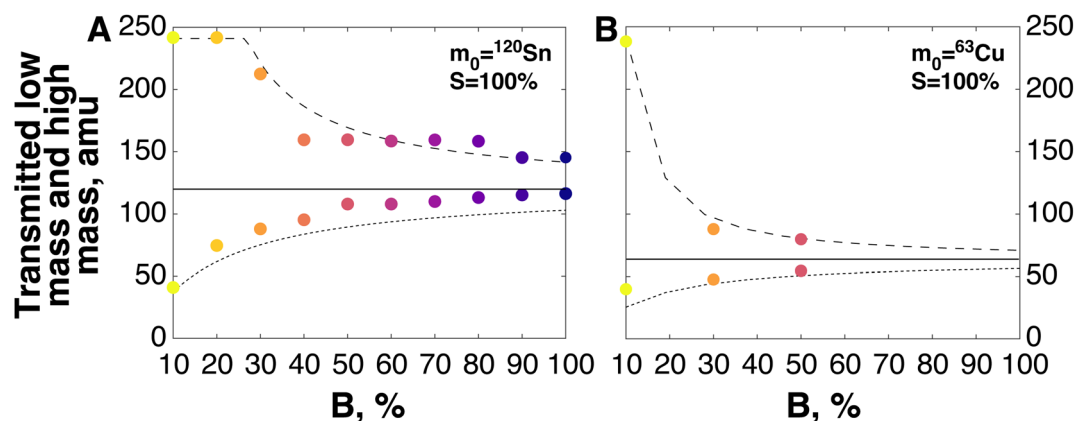 Transmitted low
mass and high
mass, amu
A
250
200
150
100
50
0
m₀=¹²⁰Sn
S=100%
10 20 30 40 50 60 70 80 90 100
B, %
B
m₀=⁶³Cu
S=100%
250
200
150
100
50
0
10 20 30 40 50 60 70 80 90 100
B, %